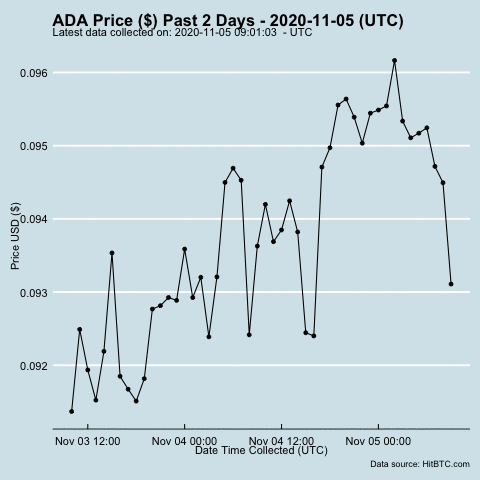 ADA Price ($) Past 2 Days - 2020-11-05 (UTC)
Latest data collected on: 2020-11-05 09:01:03 - UTC
0.096
0.095
0.094
0.093
0.092
Price USD ($)
Nov 03 12:00 Nov 04 00:00 Nov 04 12:00 Nov 05 00:00
Date Time Collected (UTC)
Data source: HitBTC.com